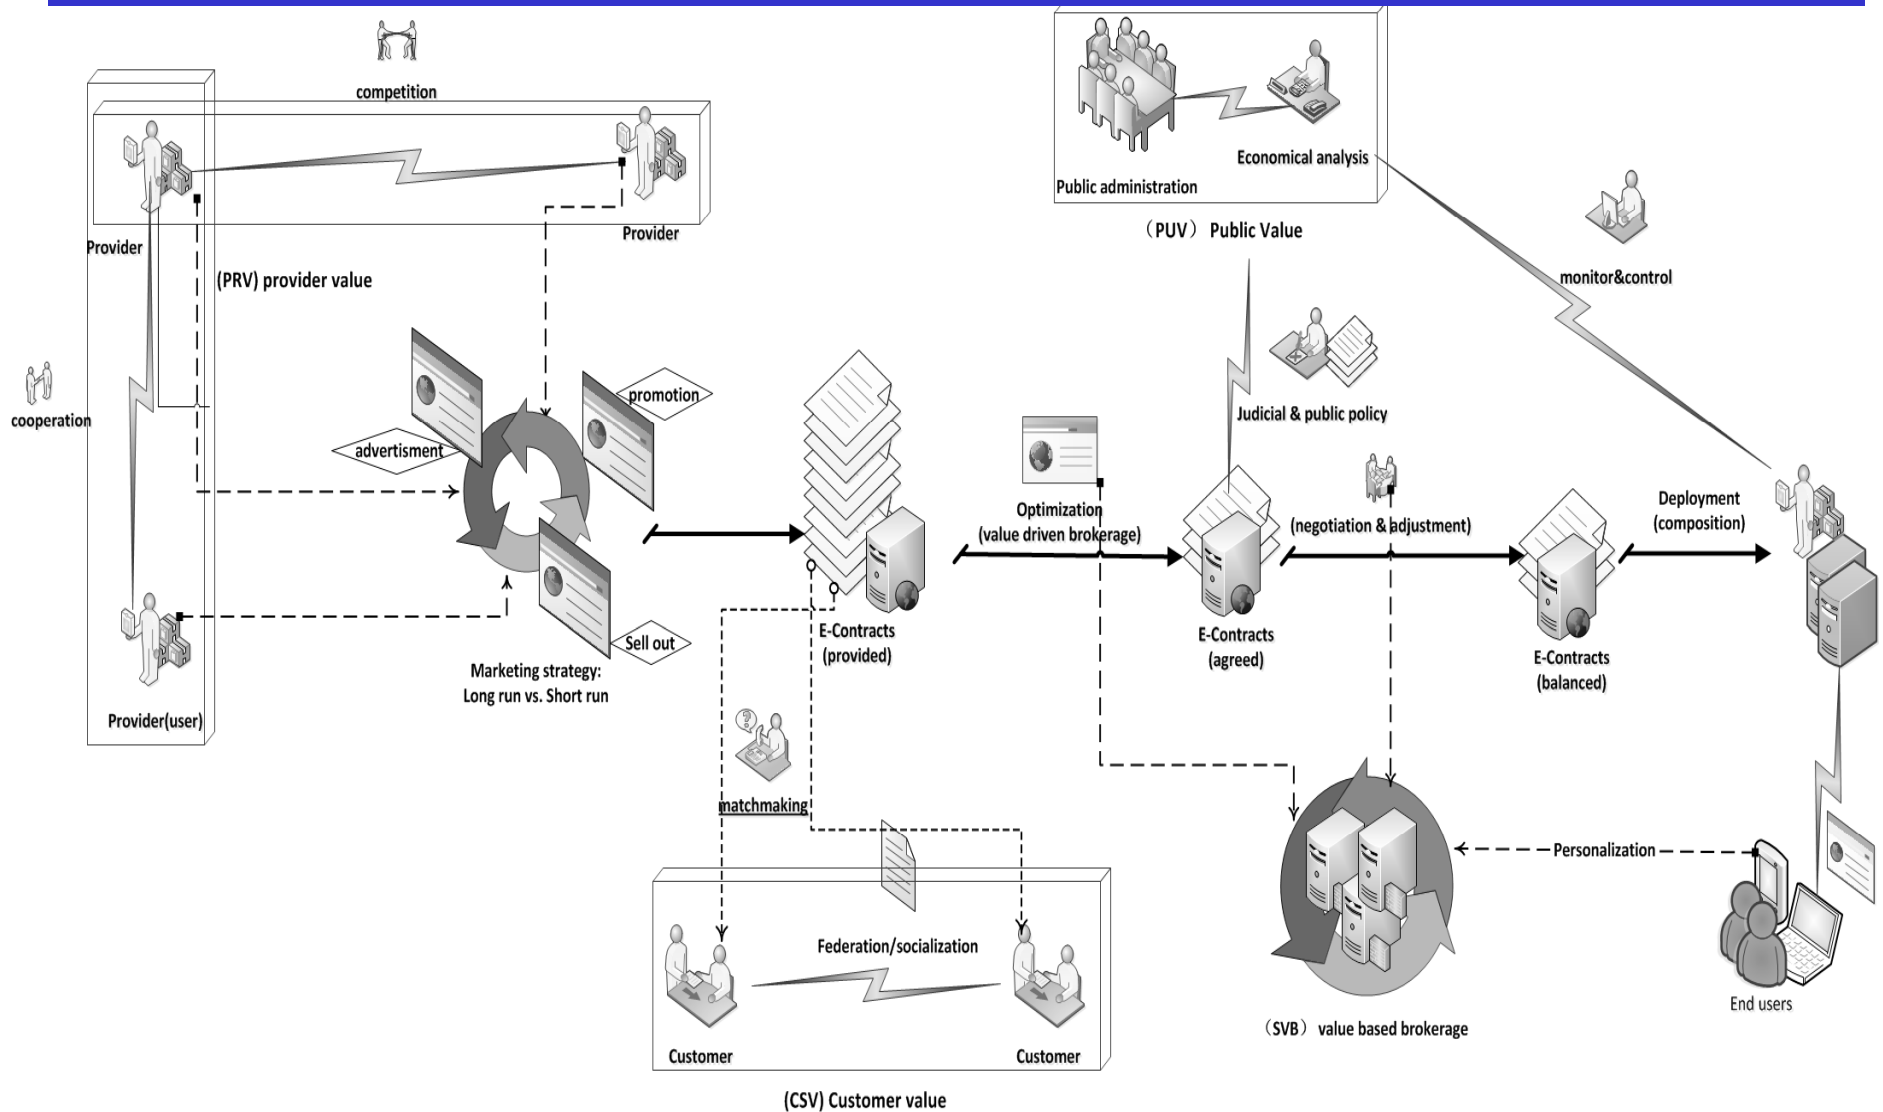 competition
Economical analysis
Public administration
(PUV) Public Value
Provider
Provider
(PRV) provider value
monitor&control
cooperation
promotion
advertisment
Judicial & public policy
Optimization
(value driven brokerage)
(negotiation & adjustment)
Deployment
(composition)
Sell out
E-Contracts
(provided)
E-Contracts
(agreed)
E-Contracts
(balanced)
Marketing strategy:
Long run vs. Short run
Provider(user)
?
matchmaking
Personalization
Federation/socialization
End users
(SVB) value based brokerage
Customer
Customer
(CSV) Customer value